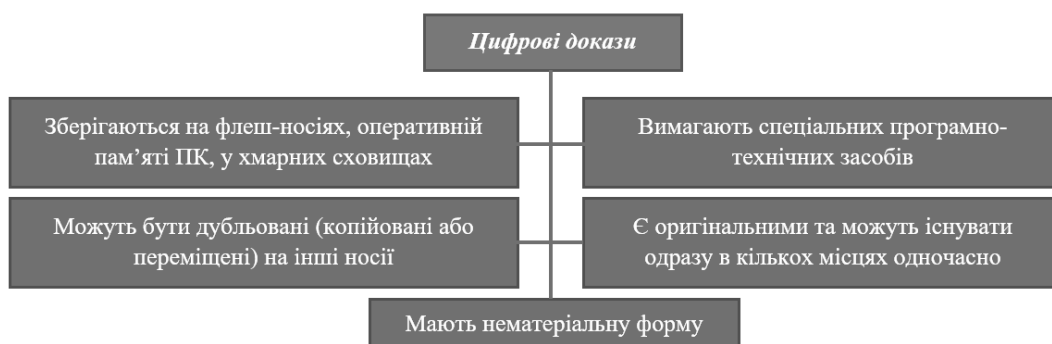 Цифрові докази
Зберігаються на флеш-носіях, оперативній
пам’яті ПК, у хмарних сховищах
Вимагають спеціальних програмно-
технічних засобів
Можуть бути дубльовані (копійовані або
переміщені) на інші носії
Є оригінальними та можуть існувати
одразу в кількох місцях одночасно
Мають нематеріальну форму